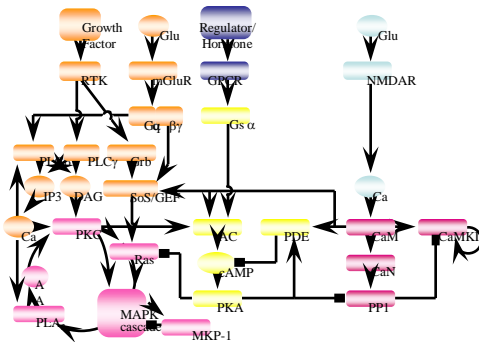 Growth
Factor
Glu
Regulator/
Hormone
Glu
RTK
mGluR
GPCR
NMDAR
Gq βγ
Gs α
PLCγ
Grb
IP3
DAG
SoS/GEF
Ca
Ca
PKC
AC
PDE
CaM
CaMKII
Ras
cAMP
CaN
A
A
PKA
PP1
PLA
MAPK
cascade
MKP-1